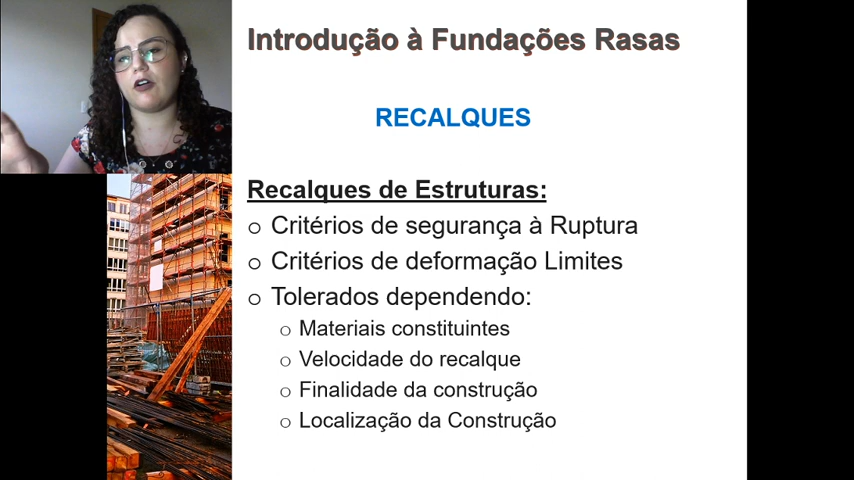 Introdução à Fundações Rasas
RECALQUES
Recalques de Estruturas:
Critérios de segurança à Ruptura
Critérios de deformação Limites
Tolerados dependendo:
Materiais constituintes
Velocidade do recalque
Finalidade da construção
Localização da Construção